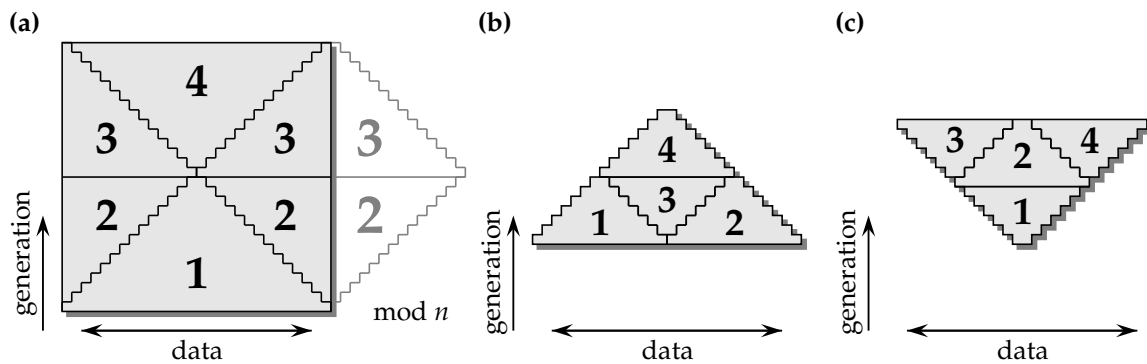 (a)
4
3
3
3
2
2
2
1
generation
data
mod n
(b)
4
1
3
2
generation
data
(c)
3
2
4
1
generation
data